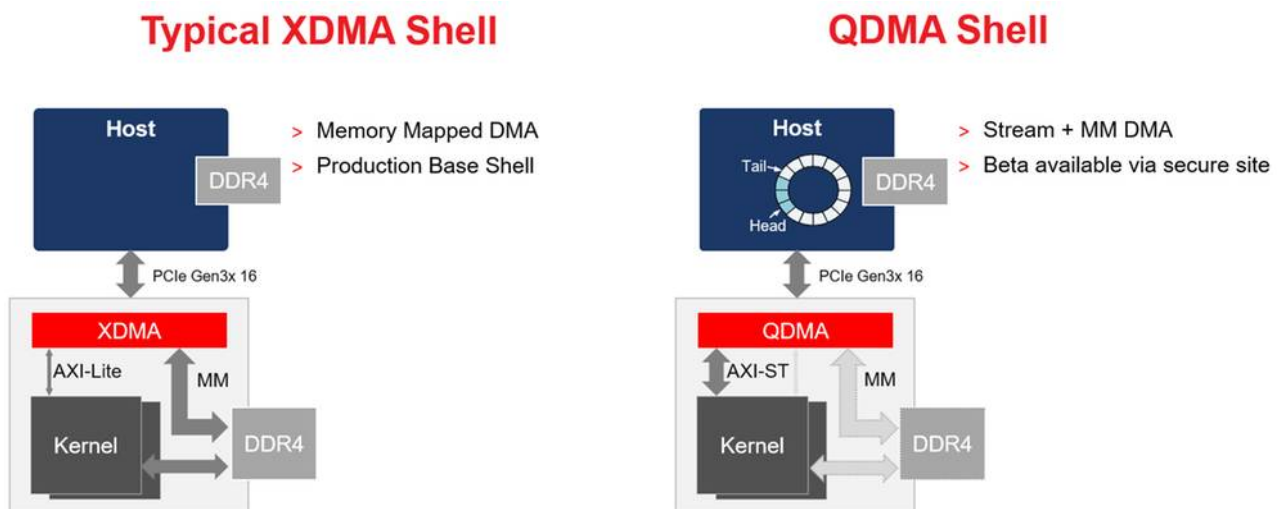 Typical XDMA Shell
Host
DDR4
> Memory Mapped DMA
> Production Base Shell
PCIe Gen3x 16
XDMA
AXI-Lite
MM
Kernel
DDR4
QDMA Shell
Host
Tail
Head
DDR4
> Stream + MM DMA
> Beta available via secure site
PCIe Gen3x 16
QDMA
AXI-ST
MM
Kernel
DDR4